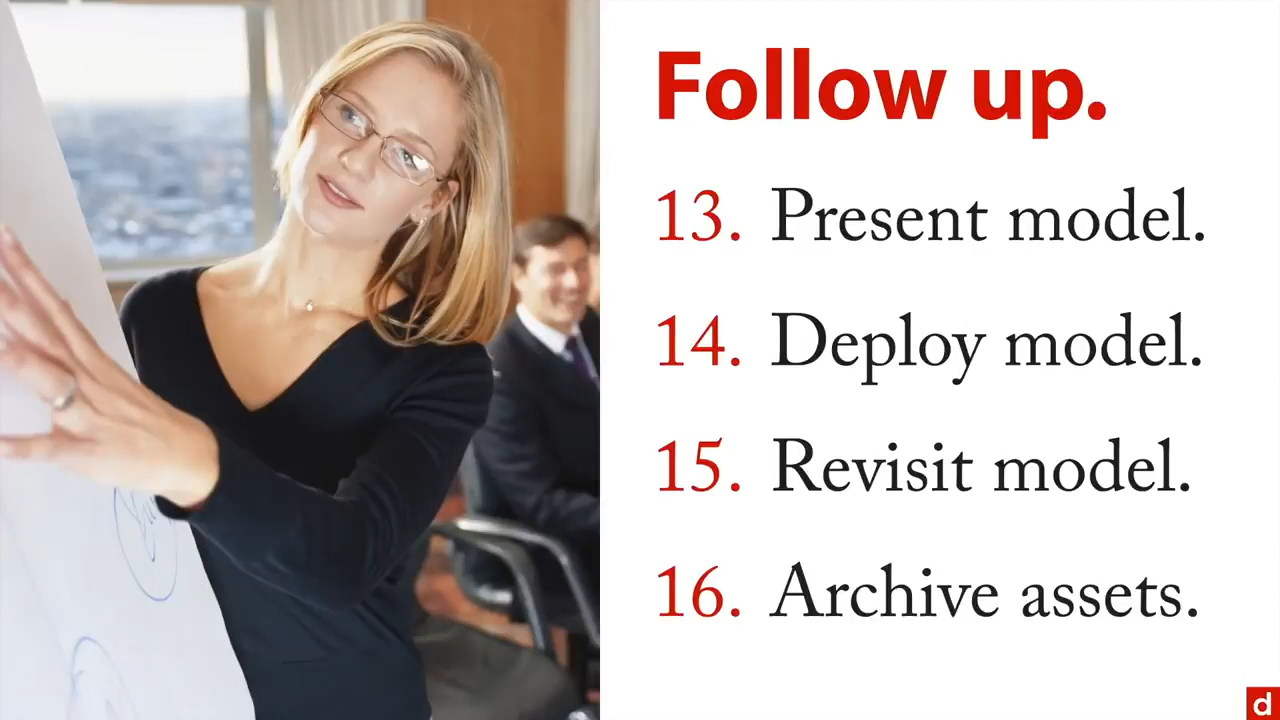 Follow up.
13. Present model.
14. Deploy model.
15. Revisit model.
16. Archive assets.
d